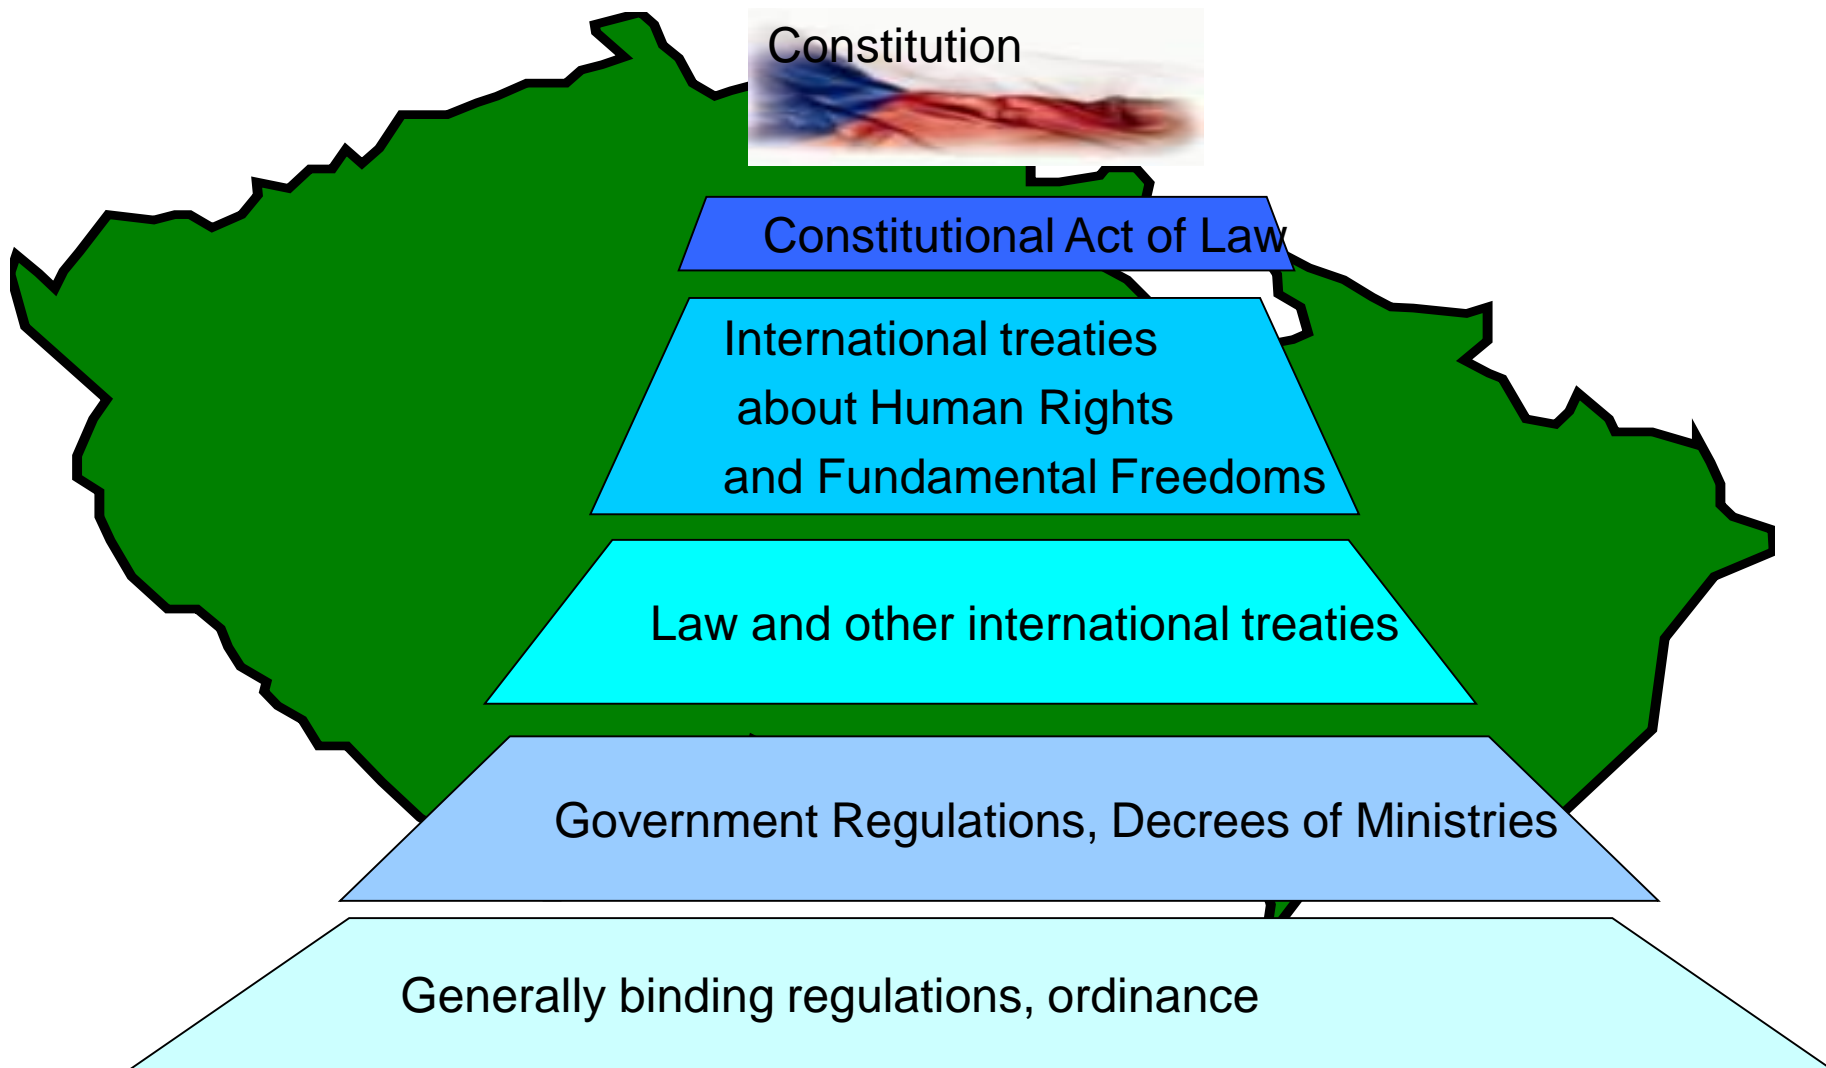 Constitution
Constitutional Act of Law
International treaties
about Human Rights
and Fundamental Freedoms
Law and other international treaties
Government Regulations, Decrees of Ministries
Generally binding regulations, ordinance